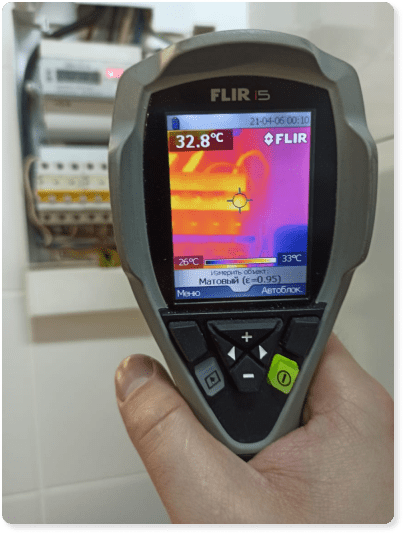 FLIR i5
21-04-06 00:10
32.8°C
FLIR
26°C
33°C
Измерить объект:
Матовый (ε=0.95)
Меню
Автоблок.
+
−